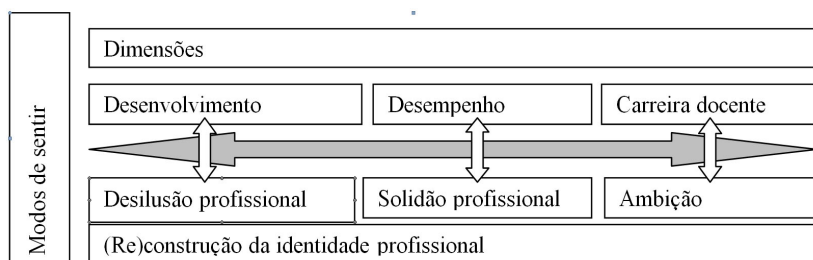 Modos de sentir
Dimensões
Desenvolvimento
Desempenho
Carreira docente
Desilusão profissional
Solidão profissional
Ambição
(Re)construção da identidade profissional